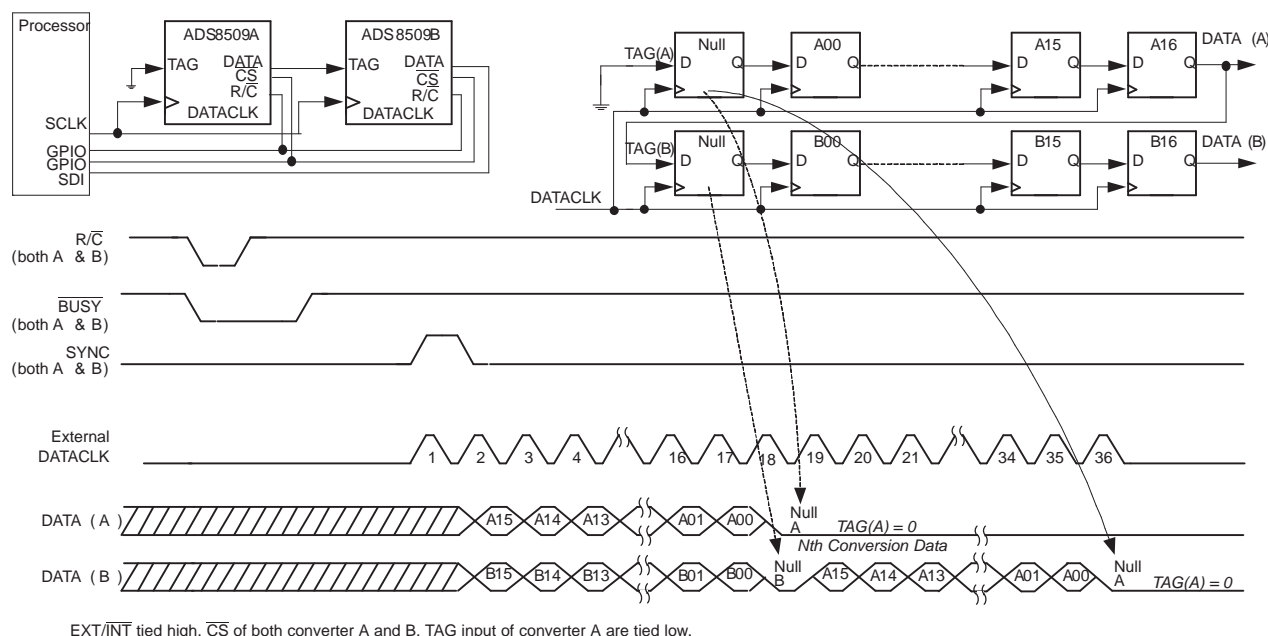 Processor
ADS8509A
TAG
DATA
CS
R/C
DATACLK
ADS8509B
TAG
DATA
CS
R/C
DATACLK
SCLK
GPIO
GPIO
SDI
TAG(A)
Null
D
Q
A00
D
Q
A15
D
Q
A16
D
Q
DATA (A)
TAG(B)
Null
D
Q
B00
D
Q
B15
D
Q
B16
D
Q
DATA (B)
DATACLK
R/C
(both A & B)
BUSY
(both A & B)
SYNC
(both A & B)
External
DATACLK
1 2 3 4 16 17 18 19 20 21 34 35 36
DATA ( A )
A15 A14 A13 A01 A00
Null
A
TAG(A) = 0
Nth Conversion Data
DATA ( B )
B15 B14 B13 B01 B00
Null
B
A15 A14 A13 A01 A00
Null
A
TAG(A) = 0
EXT/INT tied high, CS of both converter A and B, TAG input of converter A are tied low.